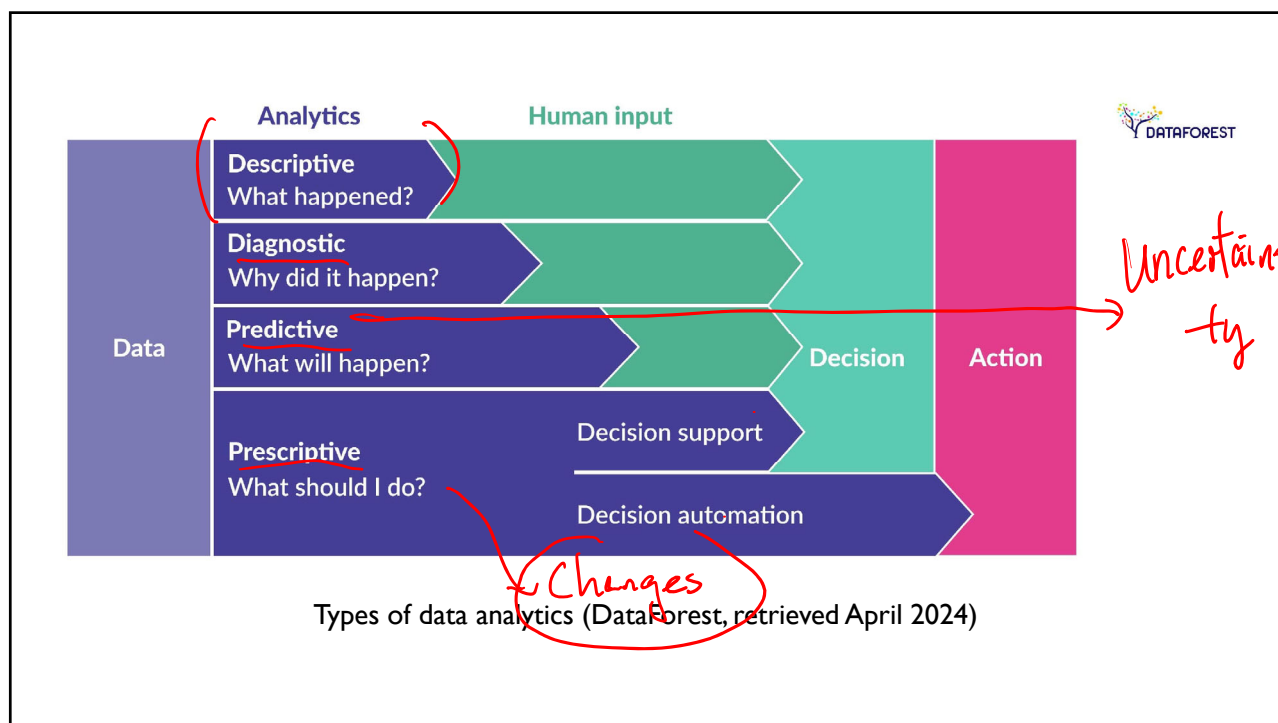 Analytics
Human input
DATAFOREST
Descriptive
What happened?
Diagnostic
Why did it happen?
Uncertain-
ty
Predictive
What will happen?
Data
Decision
Action
Prescriptive
What should I do?
Decision support
Decision automation
Changes
Types of data analytics (DataForest, retrieved April 2024)